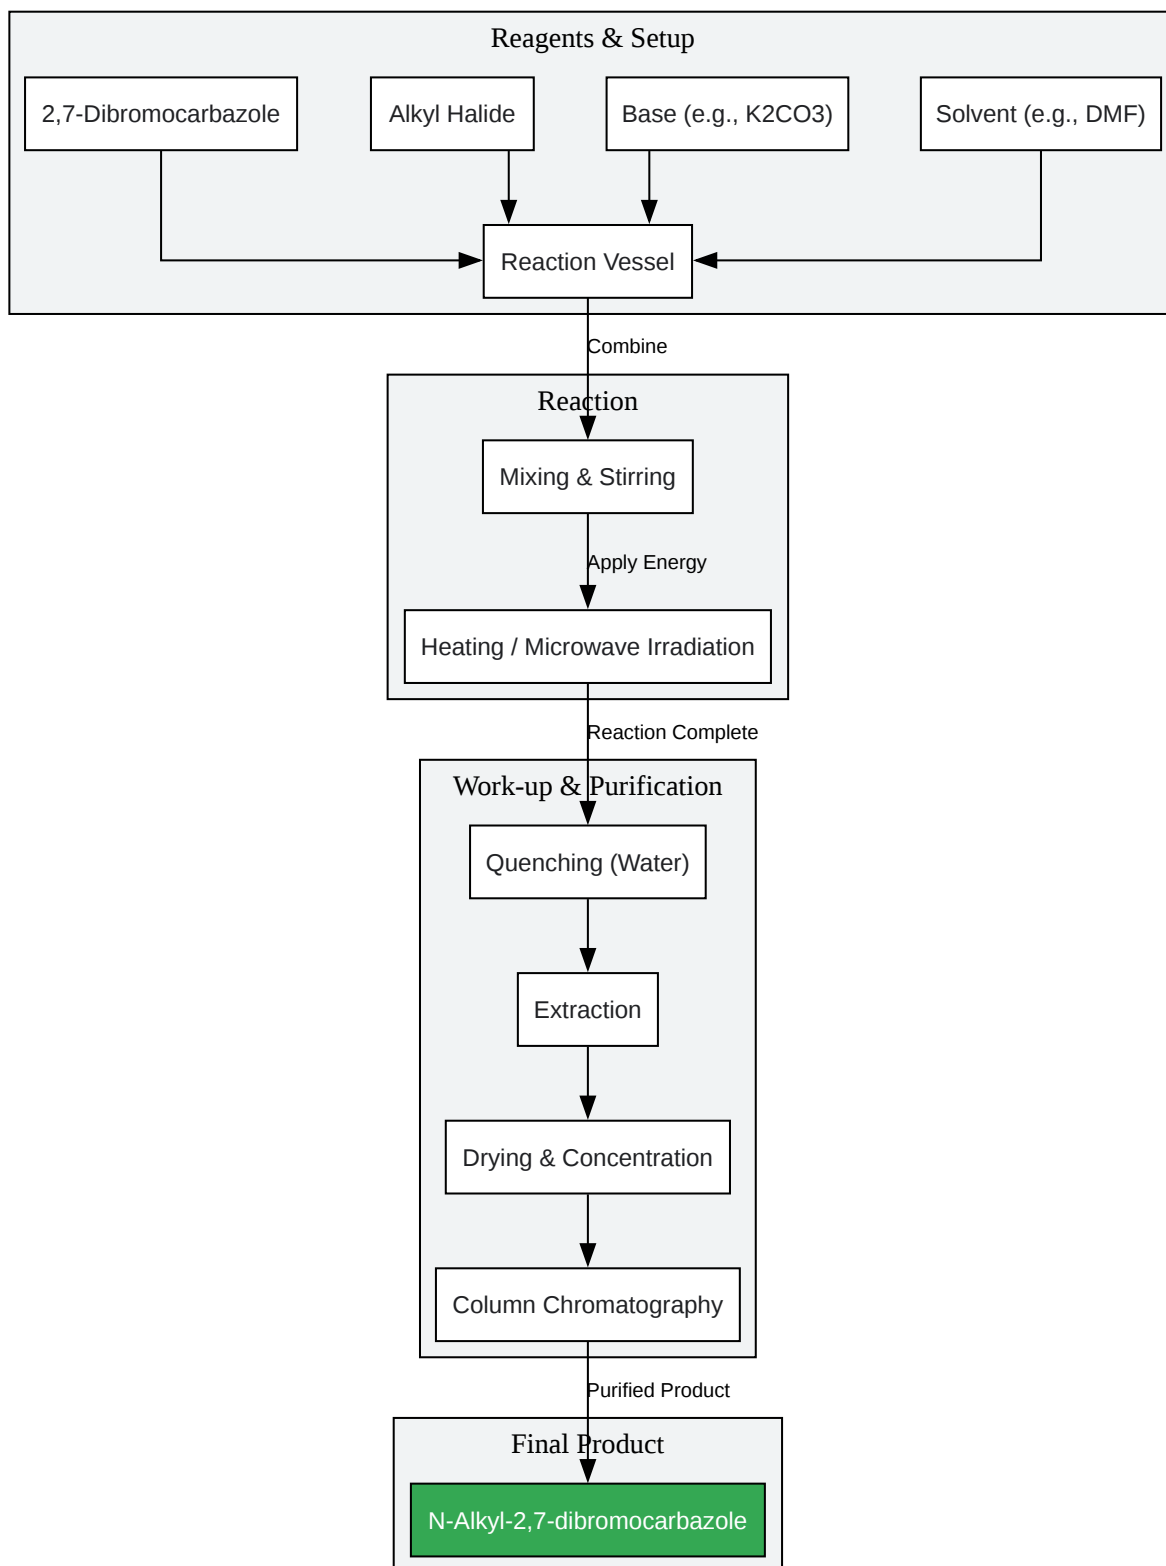 Reagents & Setup
2,7-Dibromocarbazole
Alkyl Halide
Base (e.g., K2CO3)
Solvent (e.g., DMF)
Reaction Vessel
Combine
Reaction
Mixing & Stirring
Apply Energy
Heating / Microwave Irradiation
Reaction Complete
Work-up & Purification
Quenching (Water)
Extraction
Drying & Concentration
Column Chromatography
Purified Product
Final Product
N-Alkyl-2,7-dibromocarbazole